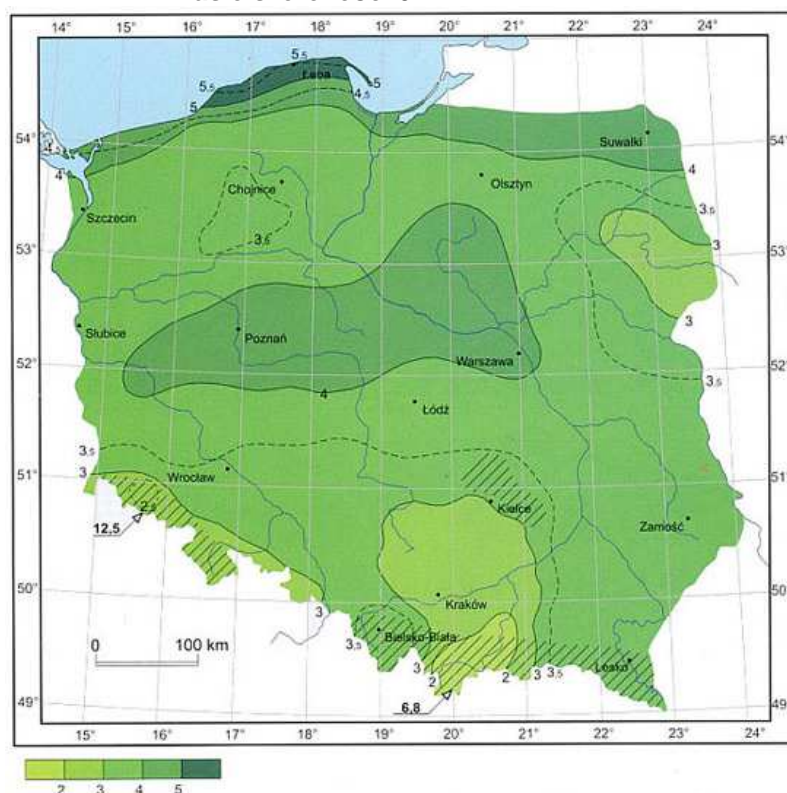 14° 15° 16° 17° 18° 19° 20° 21° 22° 23° 24°
5,5
5,5
Łeba
5
5
4,5
54°
54°
4,5
4
Suwałki
4
Chojnice
Olsztyn
Szczecin
3,5
3,5
53°
3
53°
3
Słubice
Poznań
Warszawa
52°
52°
3,5
4
Łódź
3,5
51°
3
Wrocław
51°
2,5
Kielce
12,5
Zamość
50°
50°
3
Kraków
0 100 km
Bielsko-Biała
3,5
Lesko
3
2
2
3
3,5
6,8
49°
49°
15° 16° 17° 18° 19° 20° 21° 22° 23° 24°
2 3 4 5